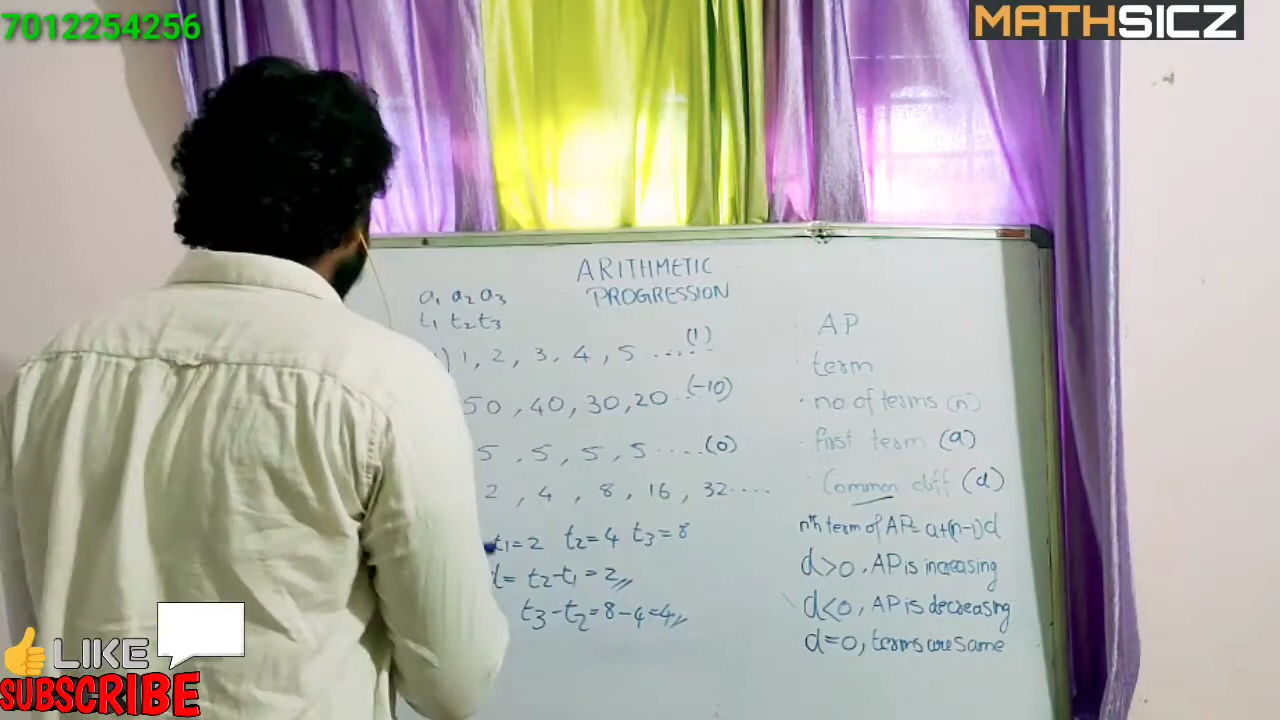 7012254256
MATHSICZ
ARITHMETIC
PROGRESSION
a₁ a₂ a₃
t₁ t₂ t₃
) 1, 2, 3, 4, 5 ..... (1)
50, 40, 30, 20 .. (-10)
5, 5, 5, 5 .... (0)
2, 4, 8, 16, 32 ....
t₁=2 t₂=4 t₃=8
d= t₂-t₁ = 2//
t₃-t₂=8-4=4//
AP
term
· no of terms (n)
· first term (a)
Common diff (d)
nth term of AP= a+(n-1)d
d>0, AP is increasing
d<0, AP is decreasing
d=0, terms are same
LIKE
SUBSCRIBE